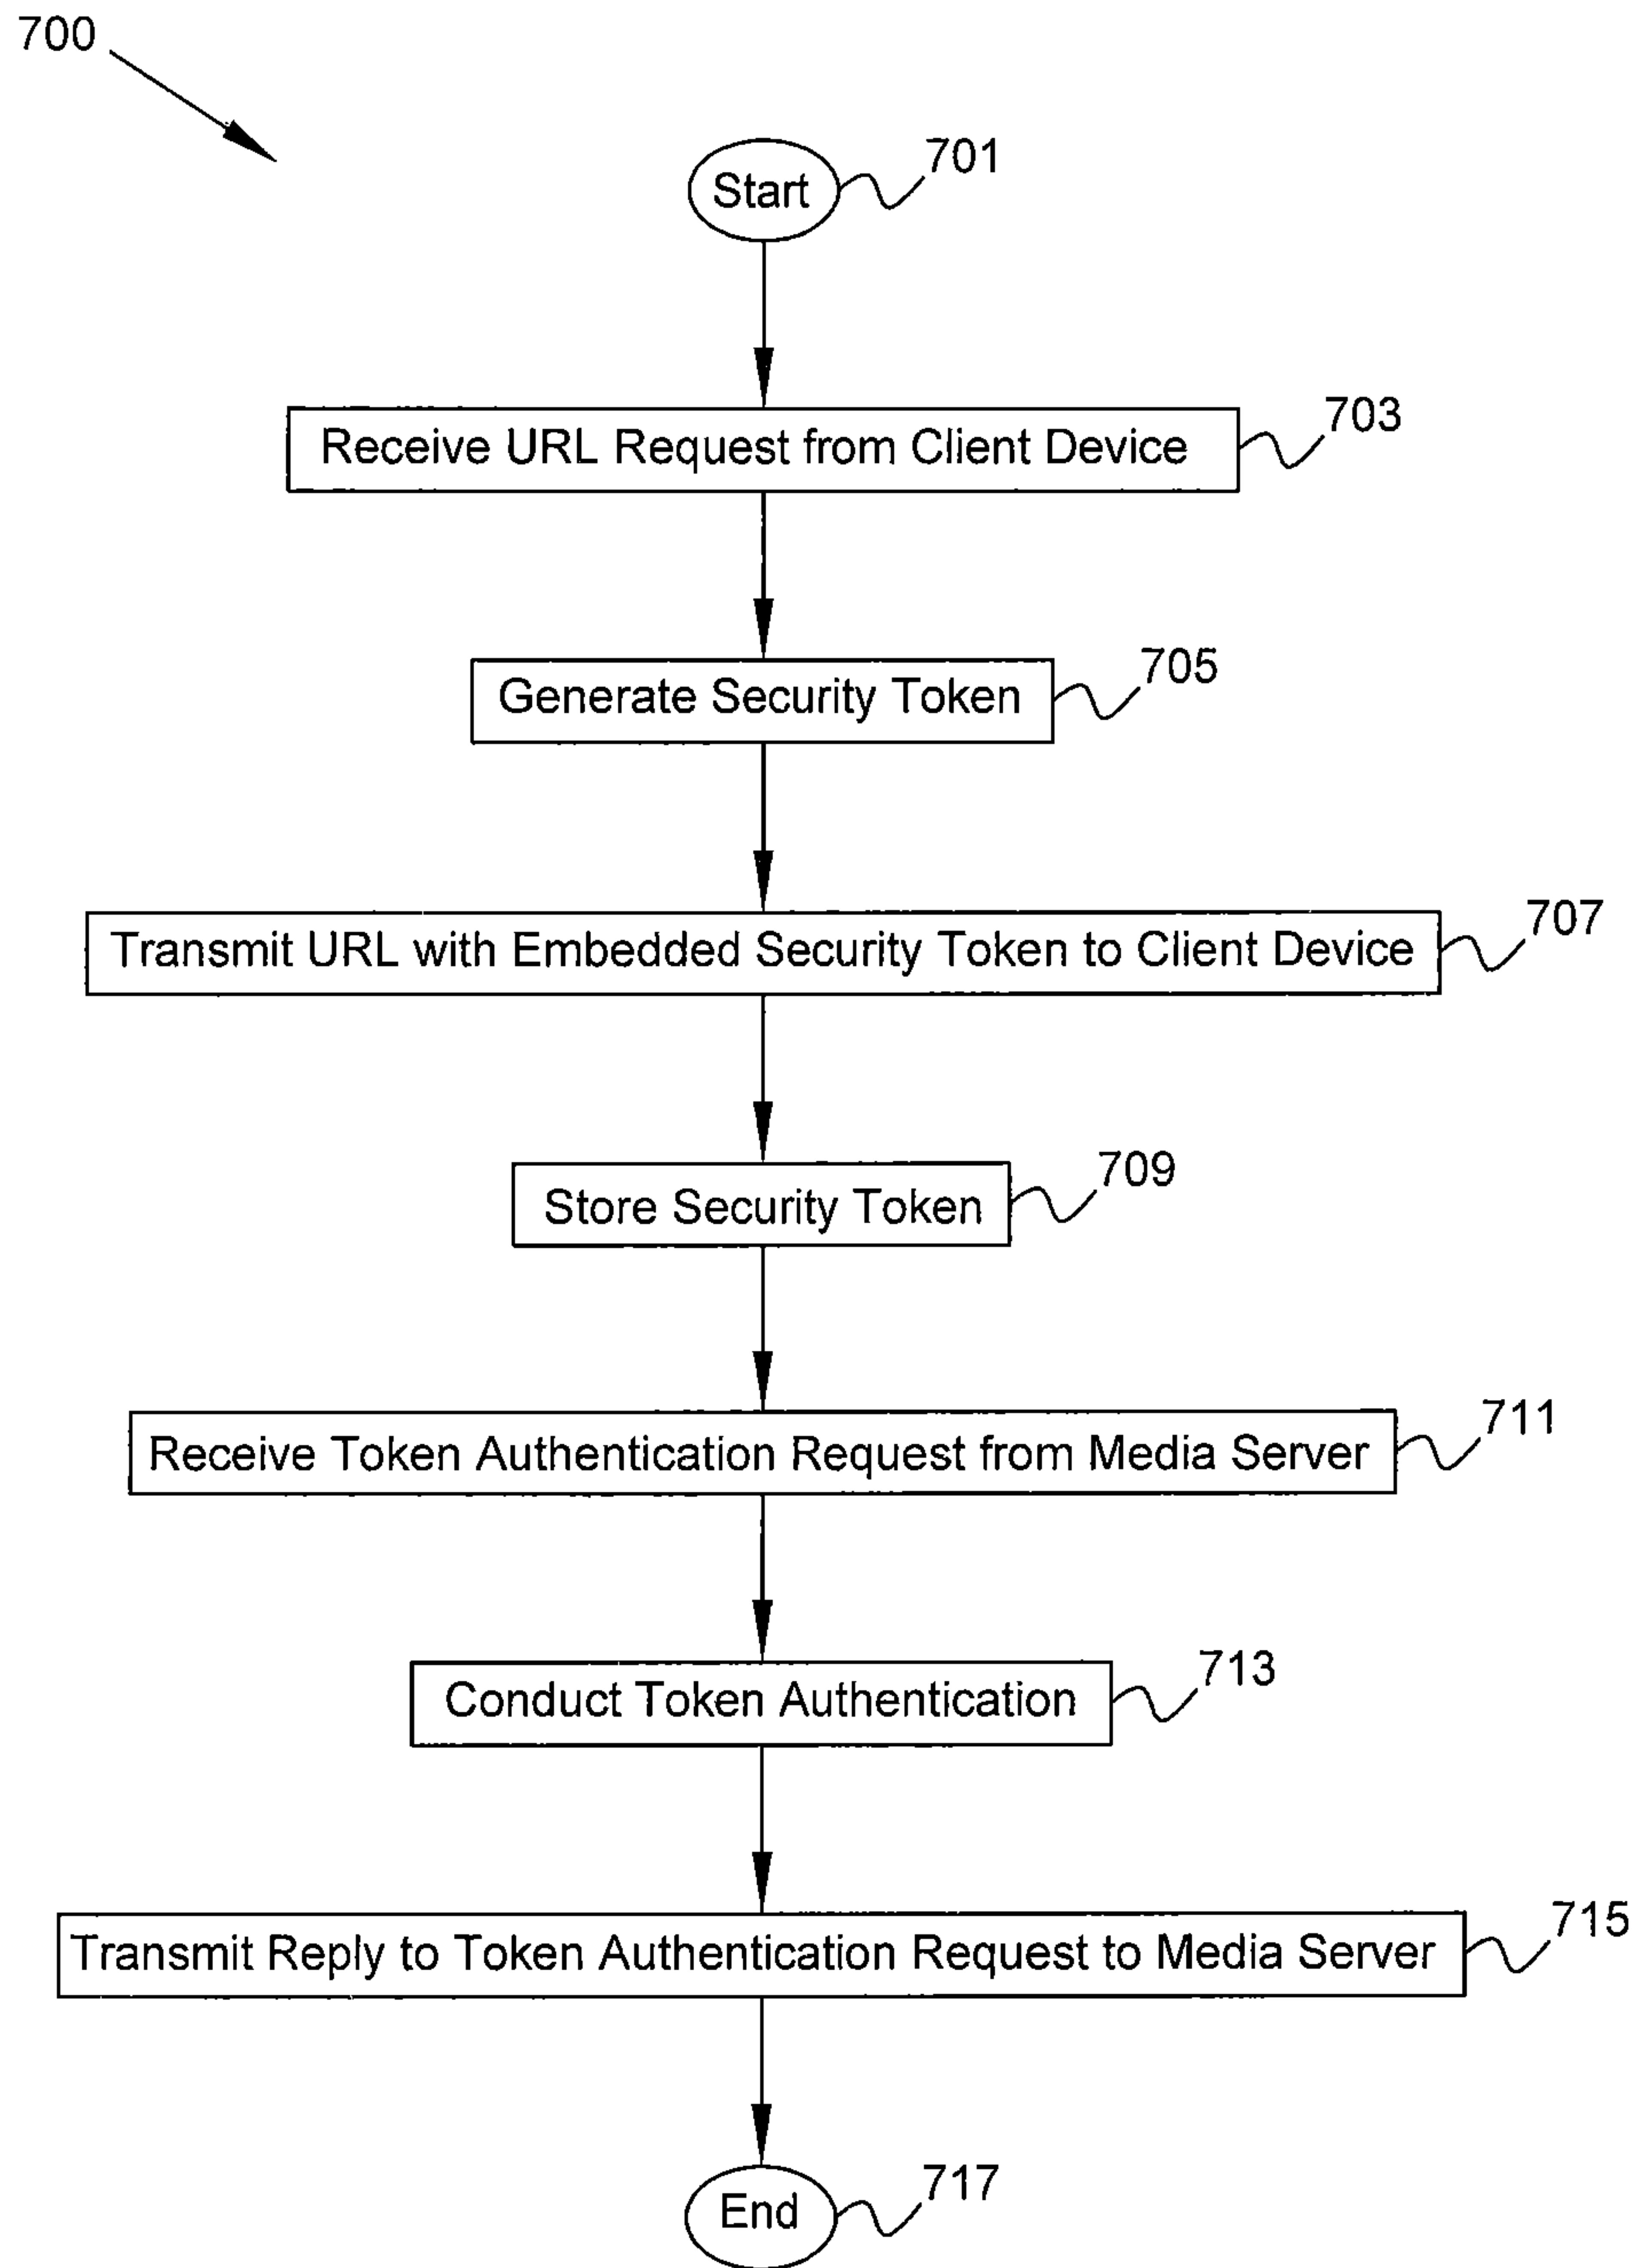 700
701
Start
703
Receive URL Request from Client Device
705
Generate Security Token
707
Transmit URL with Embedded Security Token to Client Device
709
Store Security Token
711
Receive Token Authentication Request from Media Server
713
Conduct Token Authentication
715
Transmit Reply to Token Authentication Request to Media Server
717
End